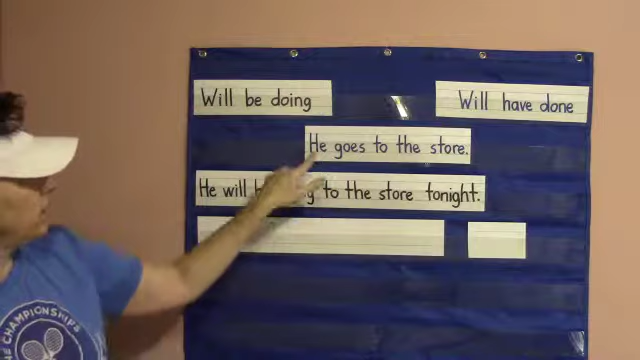 Will be doing
Will have done
He goes to the store.
He will to the store tonight.
CHAMPIONSHIPS